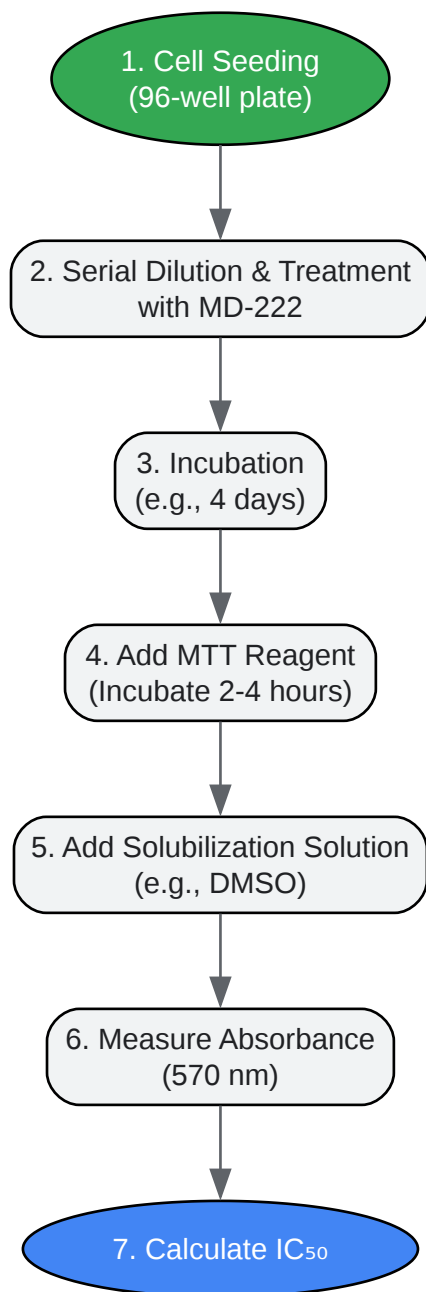 1. Cell Seeding
(96-well plate)
2. Serial Dilution & Treatment
with MD-222
3. Incubation
(e.g., 4 days)
4. Add MTT Reagent
(Incubate 2-4 hours)
5. Add Solubilization Solution
(e.g., DMSO)
6. Measure Absorbance
(570 nm)
7. Calculate IC₅₀